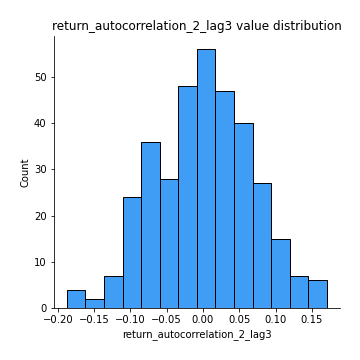 return_autocorrelation_2_lag3 value distribution
Count
50
40
30
20
10
0
−0.20 −0.15 −0.10 −0.05 0.00 0.05 0.10 0.15
return_autocorrelation_2_lag3